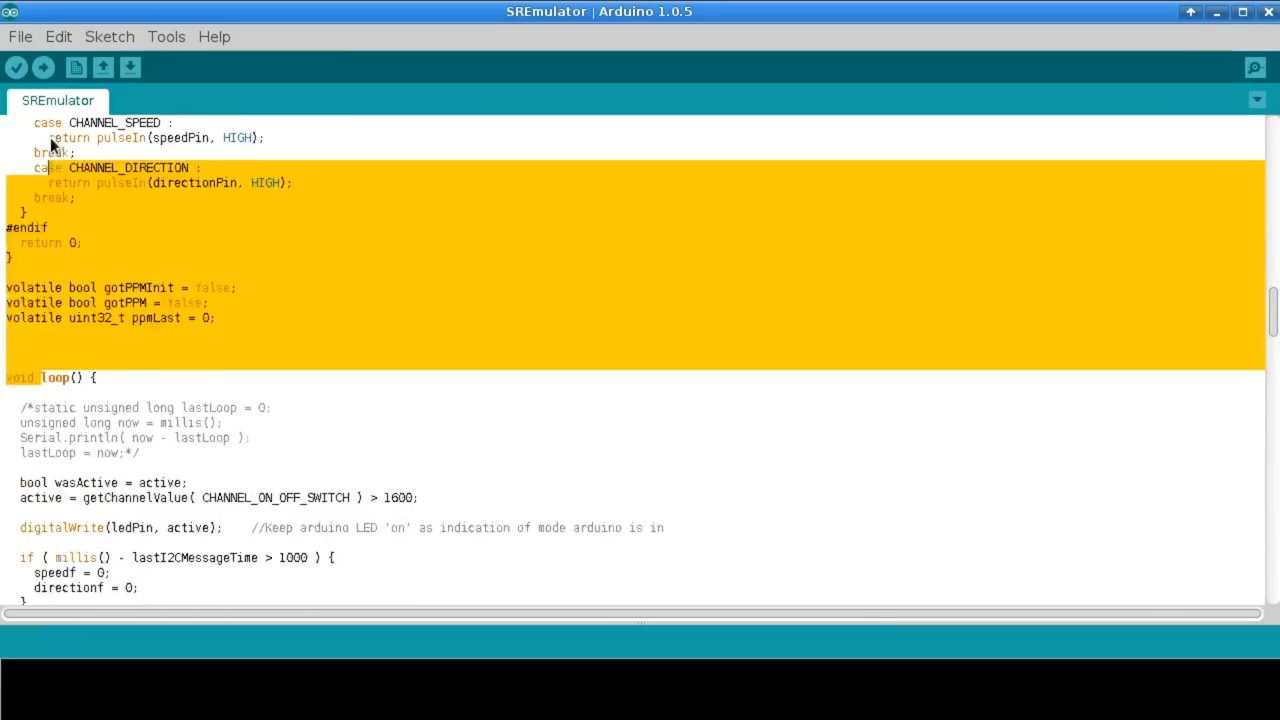 SREmulator | Arduino 1.0.5
File Edit Sketch Tools Help
SREmulator
case CHANNEL_SPEED :
return pulseIn(speedPin, HIGH);
break;
case CHANNEL_DIRECTION :
return pulseIn(directionPin, HIGH);
break;
}
#endif
return 0;
}
volatile bool gotPPMInit = false;
volatile bool gotPPM = false;
volatile uint32_t ppmLast = 0;
void loop() {
/*static unsigned long lastLoop = 0;
unsigned long now = millis();
Serial.println( now - lastLoop );
lastLoop = now;*/
bool wasActive = active;
active = getChannelValue( CHANNEL_ON_OFF_SWITCH ) > 1600;
digitalWrite(ledPin, active);    //Keep arduino LED 'on' as indication of mode arduino is in
if ( millis() - lastI2CMessageTime > 1000 ) {
speedf = 0;
directionf = 0;
}